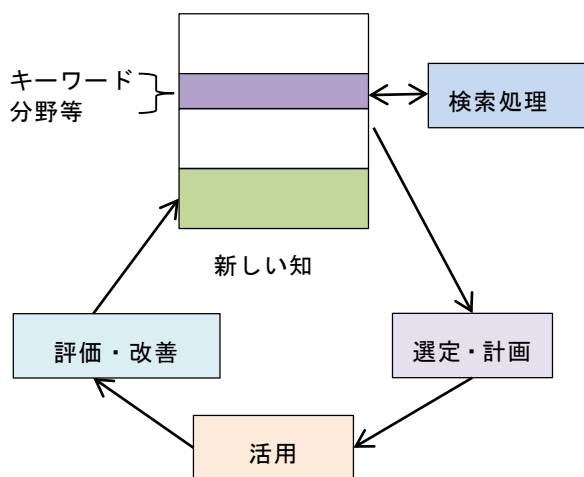 キーワード
分野等
検索処理
新しい知
評価・改善
選定・計画
活用